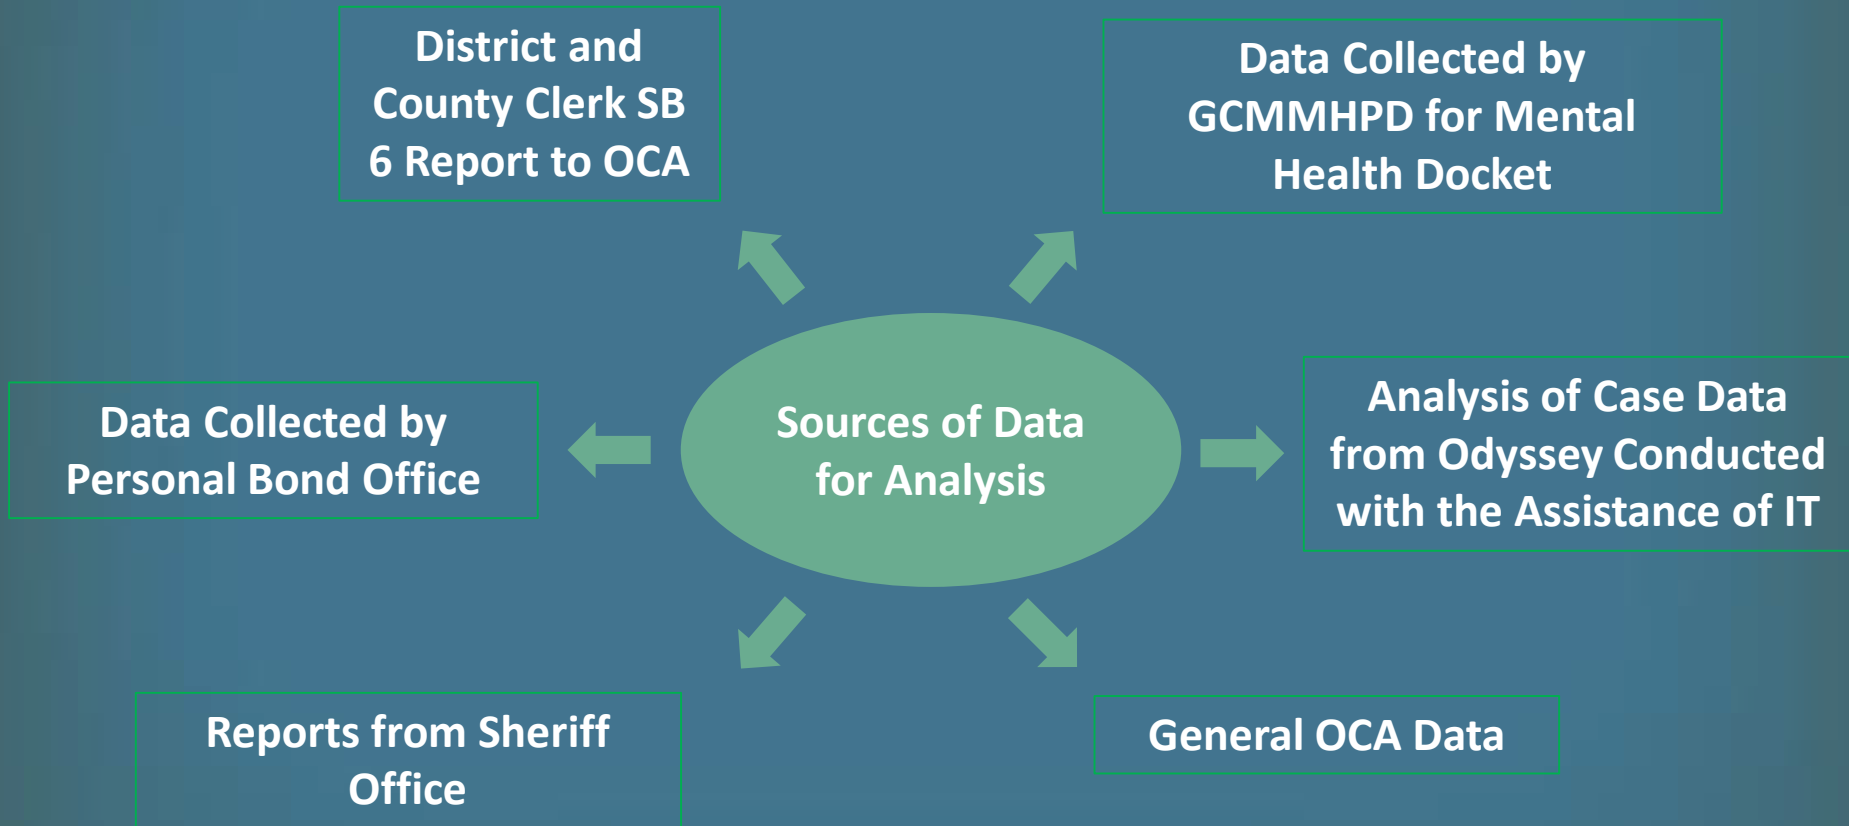 District and
County Clerk SB
6 Report to OCA
Data Collected by
GCMMHPD for Mental
Health Docket
Data Collected by
Personal Bond Office
Sources of Data
for Analysis
Analysis of Case Data
from Odyssey Conducted
with the Assistance of IT
Reports from Sheriff
Office
General OCA Data